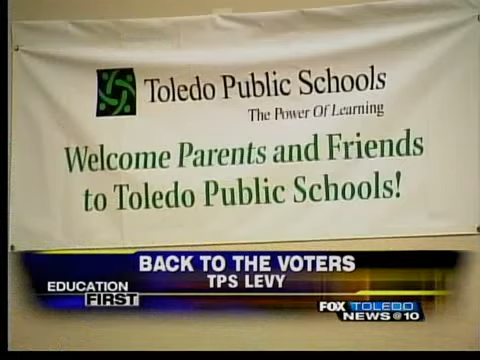 Toledo Public Schools
The Power Of Learning
Welcome Parents and Friends
to Toledo Public Schools!
BACK TO THE VOTERS
TPS LEVY
EDUCATION
FIRST
FOX TOLEDO
NEWS @ 10